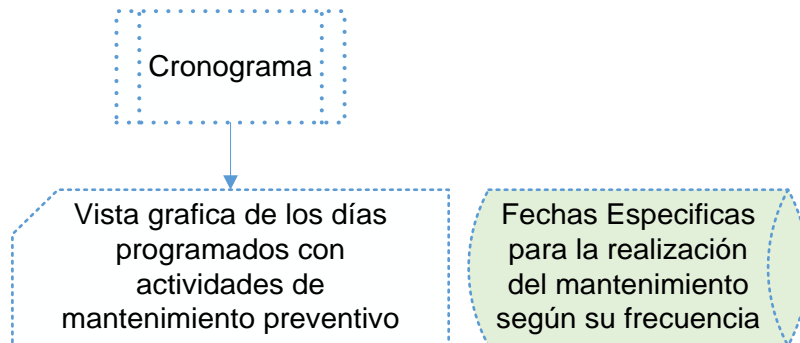 Cronograma
Vista grafica de los días
programados con
actividades de
mantenimiento preventivo
Fechas Especificas
para la realización
del mantenimiento
según su frecuencia